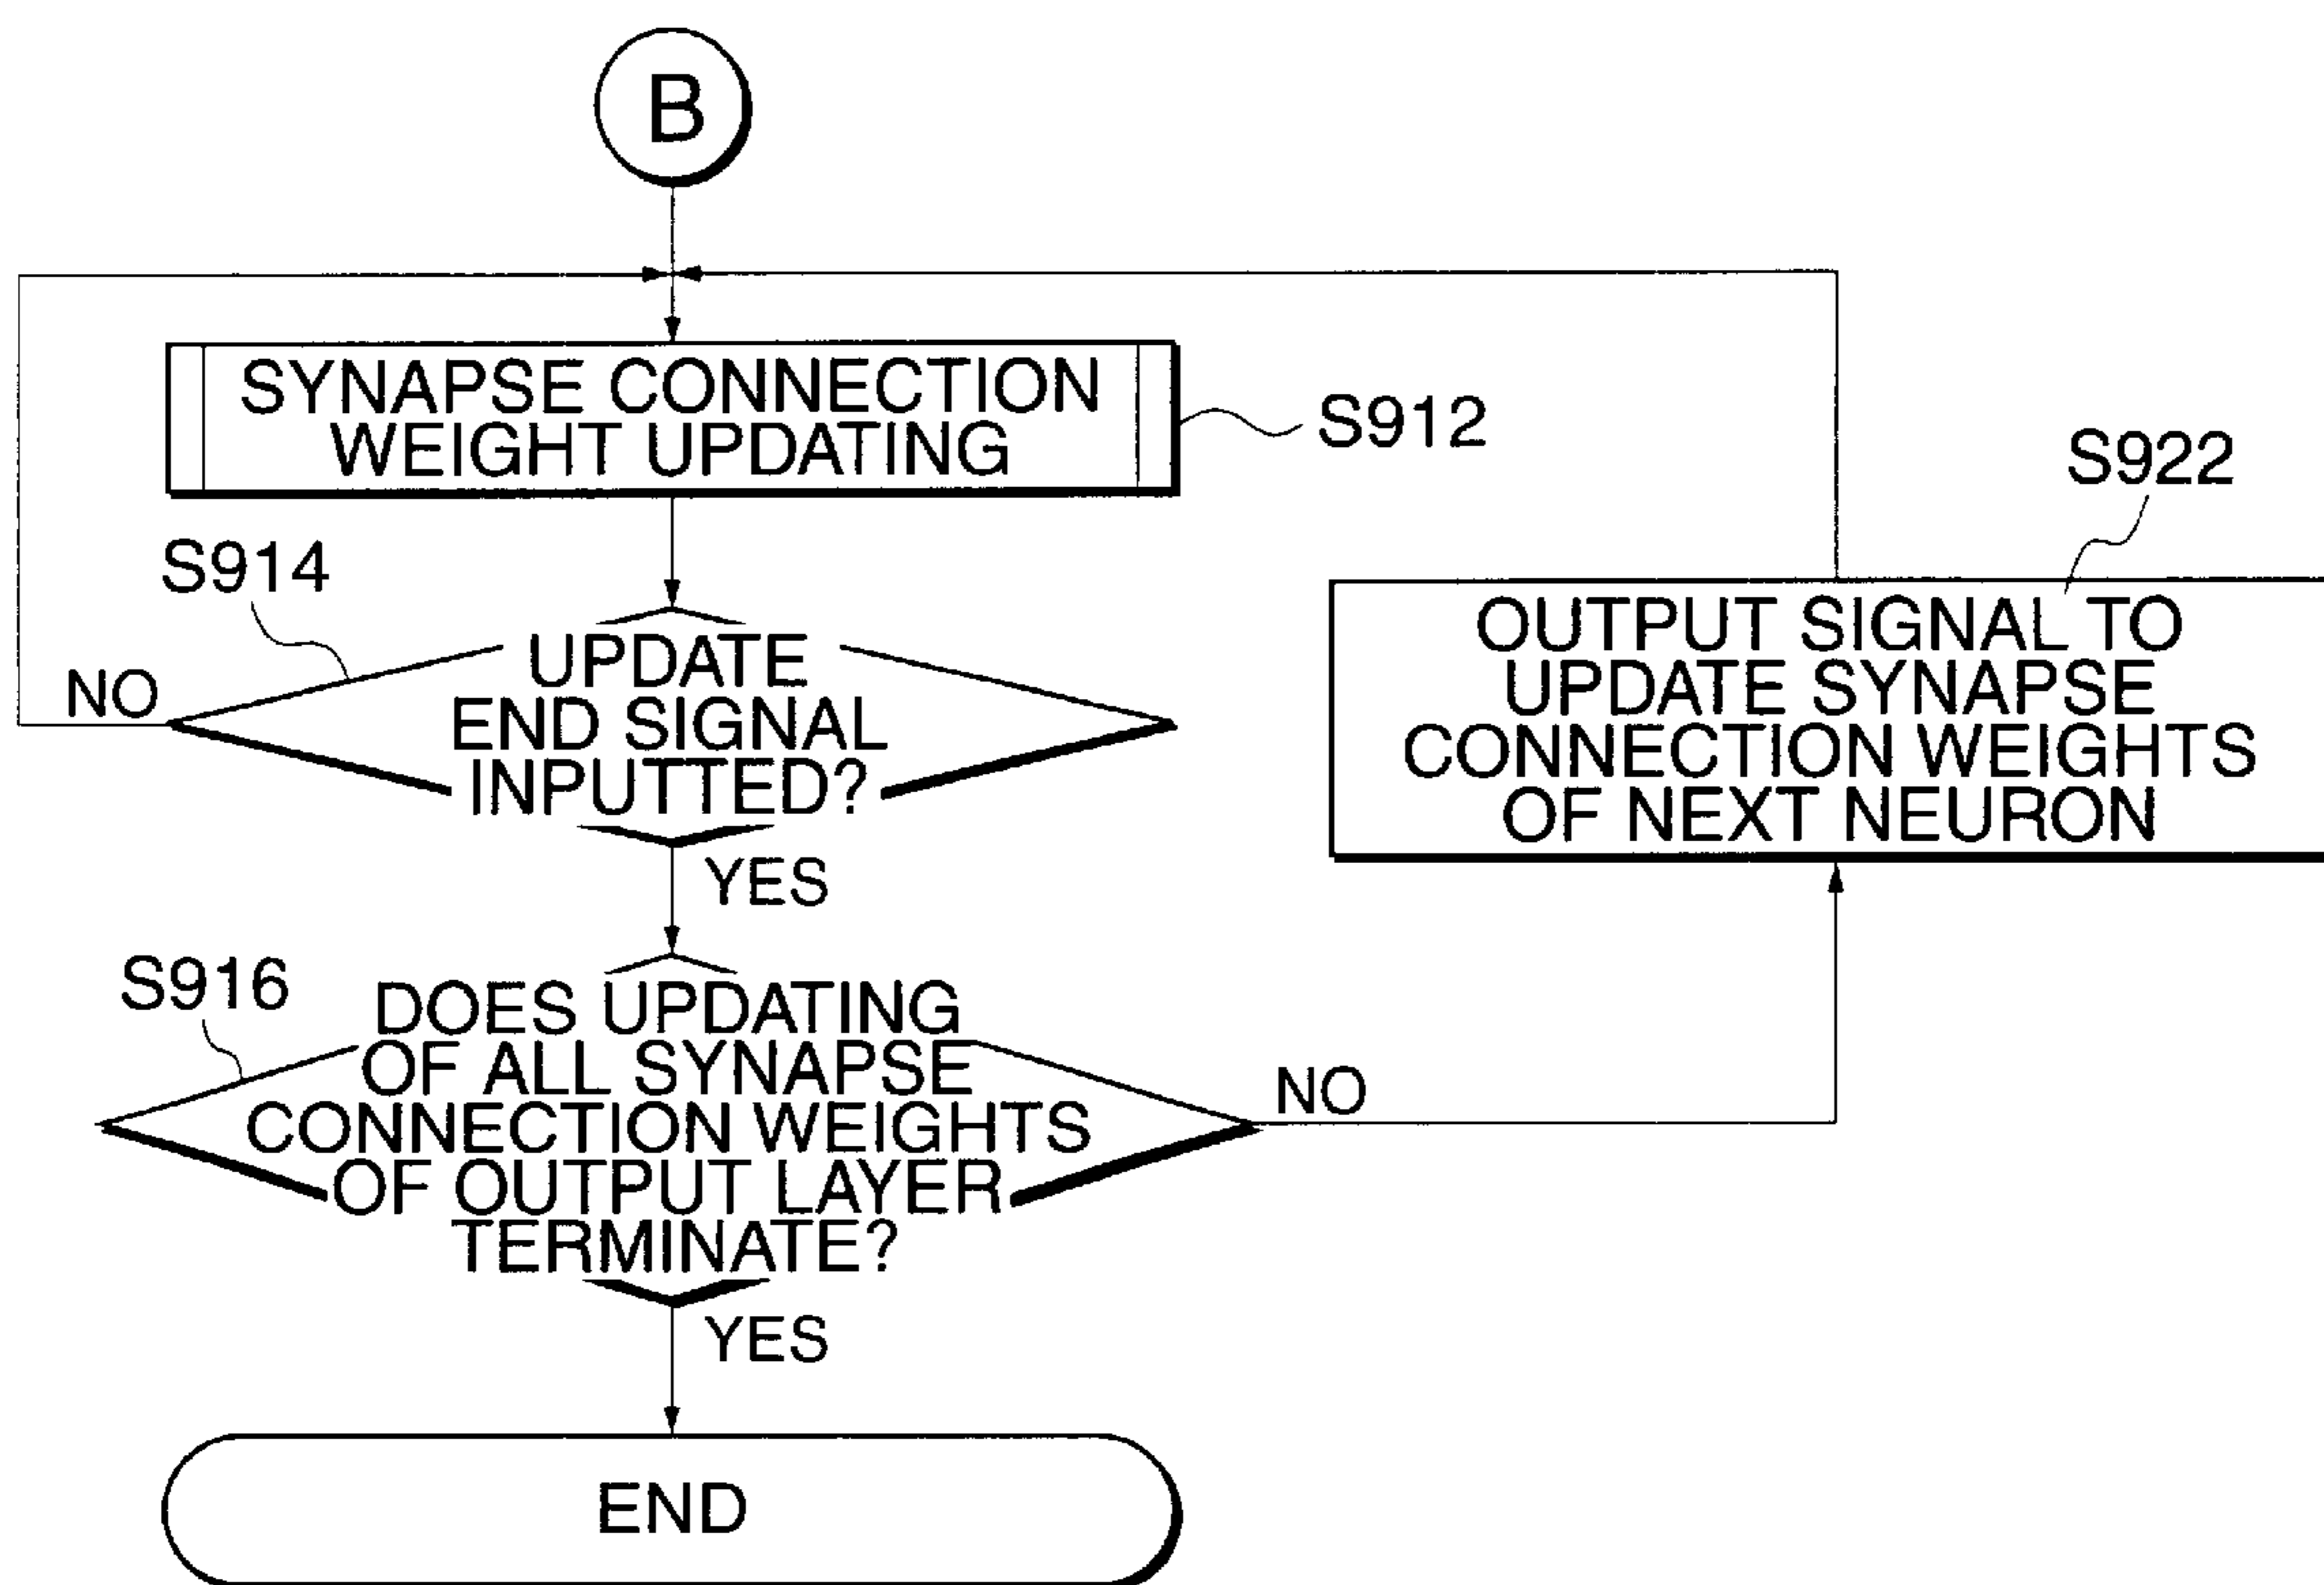 B
SYNAPSE CONNECTION
WEIGHT UPDATING
S912
S922
S914
UPDATE
END SIGNAL
INPUTTED?
NO
YES
OUTPUT SIGNAL TO
UPDATE SYNAPSE
CONNECTION WEIGHTS
OF NEXT NEURON
S916
DOES UPDATING
OF ALL SYNAPSE
CONNECTION WEIGHTS
OF OUTPUT LAYER
TERMINATE?
NO
YES
END